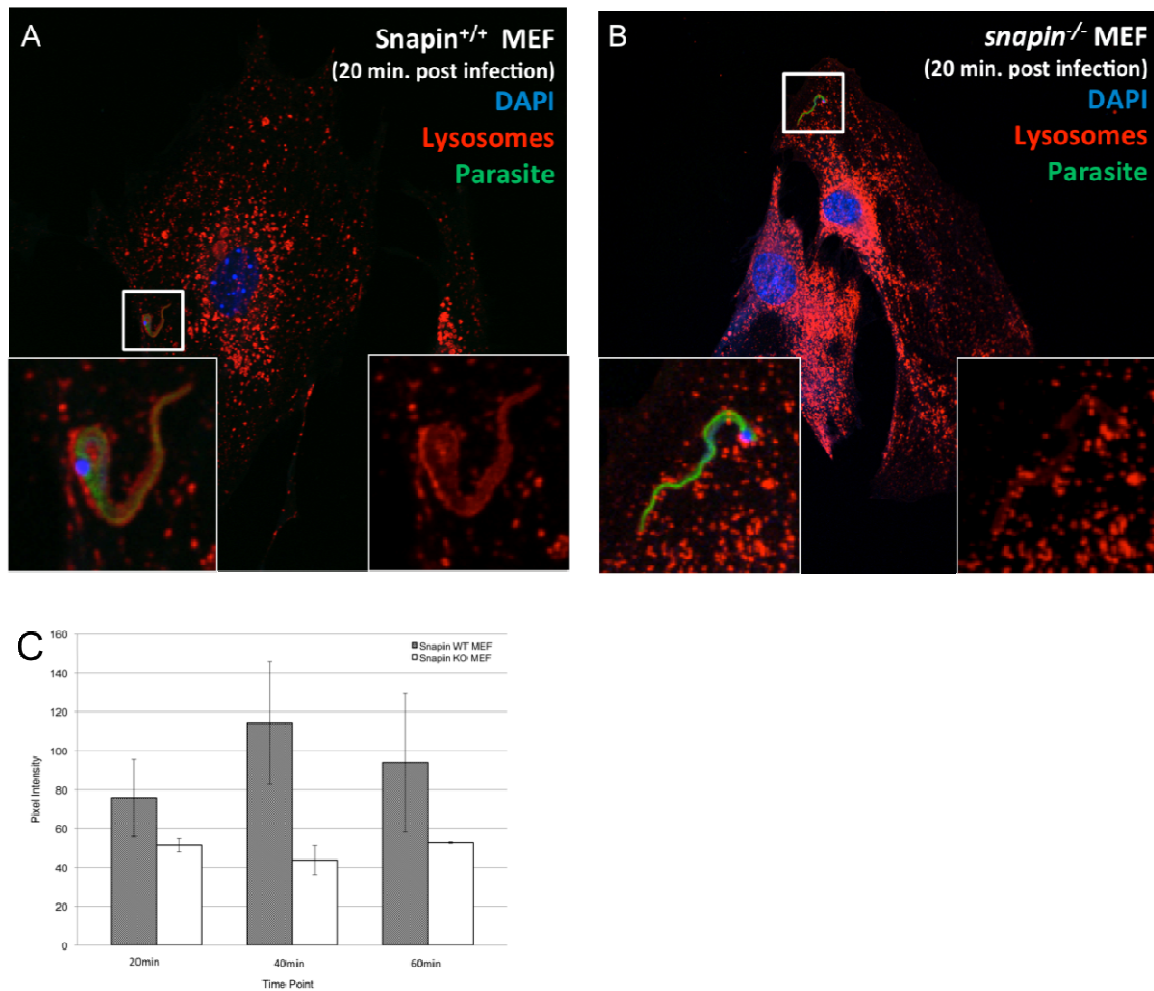 A
Snapin+/+ MEF
(20 min. post infection)
DAPI
Lysosomes
Parasite
B
snapin-/- MEF
(20 min. post infection)
DAPI
Lysosomes
Parasite
C
160
140
120
100
80
60
40
20
0
Pixel Intensity
Snapin WT MEF
Snapin KO MEF
20min
40min
60min
Time Point